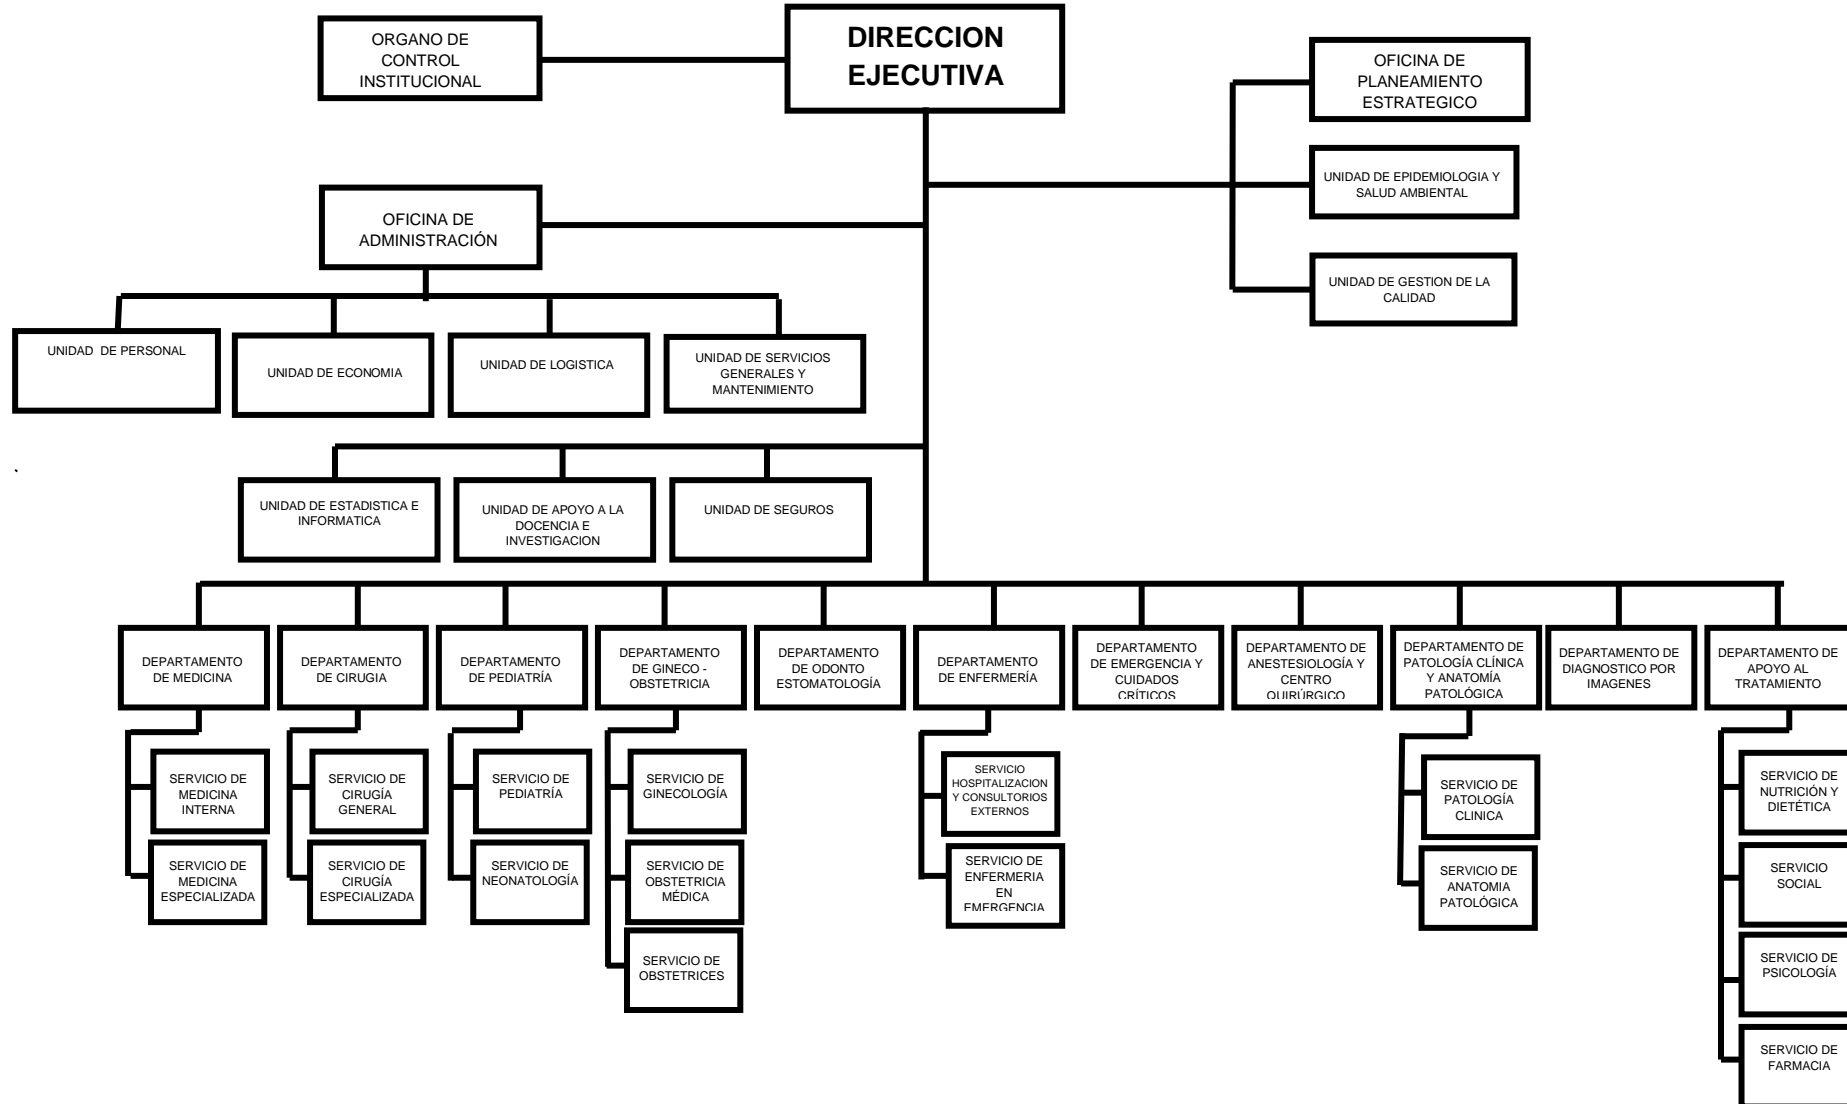 ORGANO DE
CONTROL
INSTITUCIONAL
DIRECCION
EJECUTIVA
OFICINA DE
PLANEAMIENTO
ESTRATEGICO
UNIDAD DE EPIDEMIOLOGIA Y
SALUD AMBIENTAL
UNIDAD DE GESTION DE LA
CALIDAD
OFICINA DE
ADMINISTRACIÓN
UNIDAD  DE PERSONAL
UNIDAD DE ECONOMIA
UNIDAD DE LOGISTICA
UNIDAD DE SERVICIOS
GENERALES Y
MANTENIMIENTO
UNIDAD DE ESTADISTICA E
INFORMATICA
UNIDAD DE APOYO A LA
DOCENCIA E
INVESTIGACION
UNIDAD DE SEGUROS
DEPARTAMENTO
DE MEDICINA
DEPARTAMENTO
DE CIRUGIA
DEPARTAMENTO
DE PEDIATRÍA
DEPARTAMENTO
DE GINECO -
OBSTETRICIA
DEPARTAMENTO
DE ODONTO
ESTOMATOLOGÍA
DEPARTAMENTO
DE ENFERMERÍA
DEPARTAMENTO
DE EMERGENCIA Y
CUIDADOS
CRÍTICOS
DEPARTAMENTO DE
ANESTESIOLOGÍA Y
CENTRO
QUIRÚRGICO
DEPARTAMENTO DE
PATOLOGÍA CLÍNICA
Y ANATOMÍA
PATOLÓGICA
DEPARTAMENTO DE
DIAGNOSTICO POR
IMAGENES
DEPARTAMENTO DE
APOYO AL
TRATAMIENTO
SERVICIO DE
MEDICINA
INTERNA
SERVICIO DE
MEDICINA
ESPECIALIZADA
SERVICIO DE
CIRUGÍA
GENERAL
SERVICIO DE
CIRUGÍA
ESPECIALIZADA
SERVICIO DE
PEDIATRÍA
SERVICIO DE
NEONATOLOGÍA
SERVICIO DE
GINECOLOGÍA
SERVICIO DE
OBSTETRICIA
MÉDICA
SERVICIO DE
OBSTETRICES
SERVICIO
HOSPITALIZACION
Y CONSULTORIOS
EXTERNOS
SERVICIO DE
ENFERMERIA
EN
EMERGENCIA
SERVICIO DE
PATOLOGÍA
CLINICA
SERVICIO DE
ANATOMIA
PATOLÓGICA
SERVICIO DE
NUTRICIÓN Y
DIETÉTICA
SERVICIO
SOCIAL
SERVICIO DE
PSICOLOGÍA
SERVICIO DE
FARMACIA